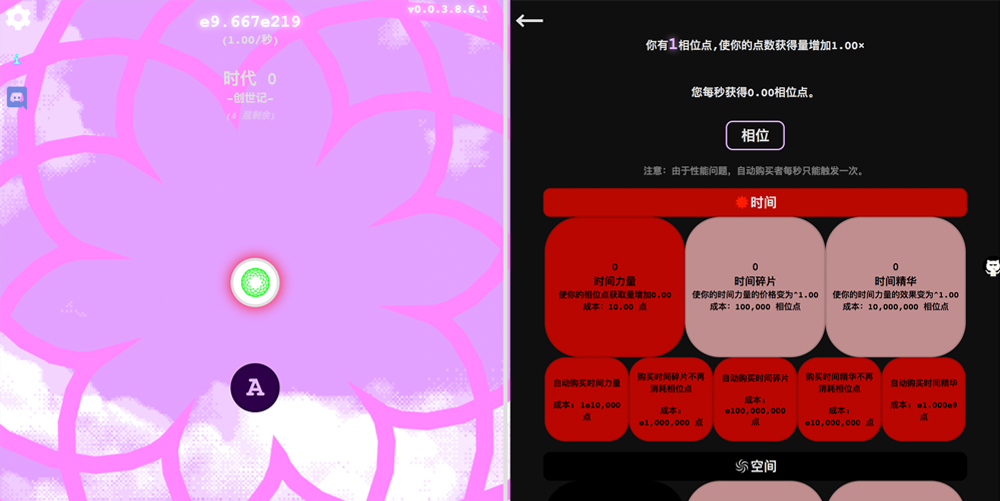 e9.667e219
v0.0.3.8.6.1
(1.00/秒)
i
时代 0
-创世记-
A
你有1相位点,使你的点数获得量增加1.00×
您每秒获得0.00相位点。
相位
注意: 由于性能问题, 自动购买者每秒只能触发一次。
时间
0
时间力量
使你的相位点获取量增加0.00
成本: 10.00 点
0
时间碎片
使你的时间力量的价格变为^1.00
成本: 100,000 相位点
0
时间精华
使你的时间力量的效果变为^1.00
成本: 10,000,000 相位点
自动购买时间力量
成本: 1e10,000
点
购买时间碎片不再
消耗相位点
成本:
e1,000,000 点
自动购买时间碎片
成本:
e100,000,000
点
购买时间精华不再
消耗相位点
成本:
e10,000,000 点
自动购买时间精华
成本: e1.000e9
点
空间